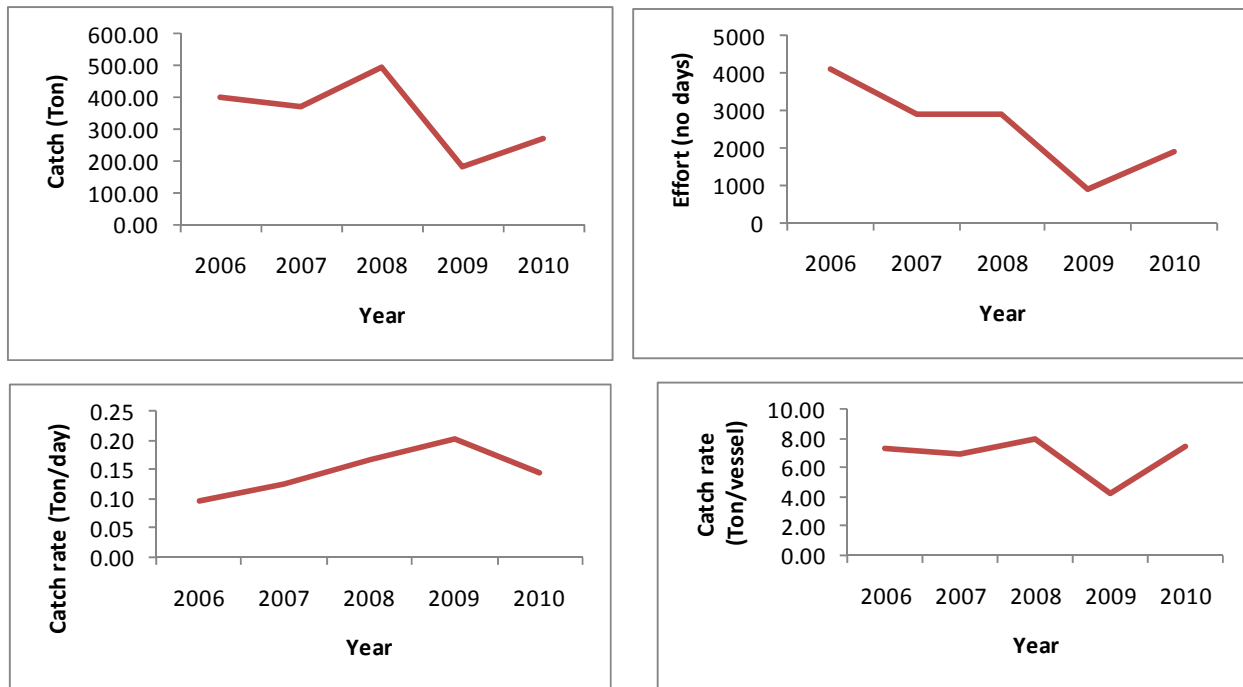 Catch (Ton)
600.00
500.00
400.00
300.00
200.00
100.00
0.00
2006 2007 2008 2009 2010
Year
Effort (no days)
5000
4000
3000
2000
1000
0
2006 2007 2008 2009 2010
Year
Catch rate (Ton/day)
0.25
0.20
0.15
0.10
0.05
0.00
2006 2007 2008 2009 2010
Year
Catch rate
(Ton/vessel)
10.00
8.00
6.00
4.00
2.00
0.00
2006 2007 2008 2009 2010
Year